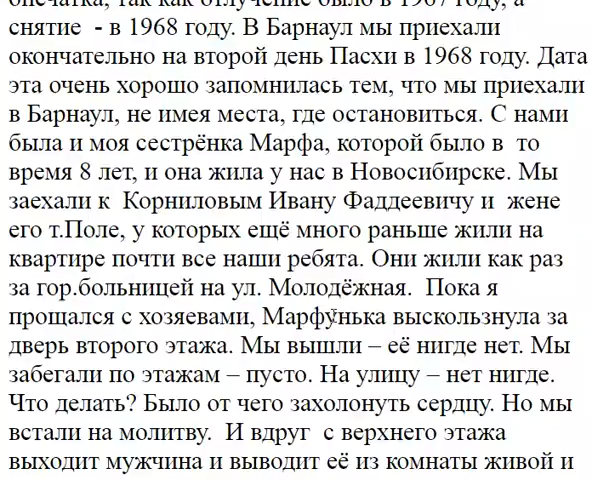 опечатка, так как отлучение было в 1967 году, а
снятие - в 1968 году. В Барнаул мы приехали
окончательно на второй день Пасхи в 1968 году. Дата
эта очень хорошо запомнилась тем, что мы приехали
в Барнаул, не имея места, где остановиться. С нами
была и моя сестрёнка Марфа, которой было в то
время 8 лет, и она жила у нас в Новосибирске. Мы
заехали к Корниловым Ивану Фаддеевичу и жене
его т.Поле, у которых ещё много раньше жили на
квартире почти все наши ребята. Они жили как раз
за гор.больницей на ул. Молодёжная. Пока я
прощался с хозяевами, Марфунька выскользнула за
дверь второго этажа. Мы вышли – её нигде нет. Мы
забегали по этажам – пусто. На улицу – нет нигде.
Что делать? Было от чего захолонуть сердцу. Но мы
встали на молитву. И вдруг с верхнего этажа
выходит мужчина и выводит её из комнаты живой и